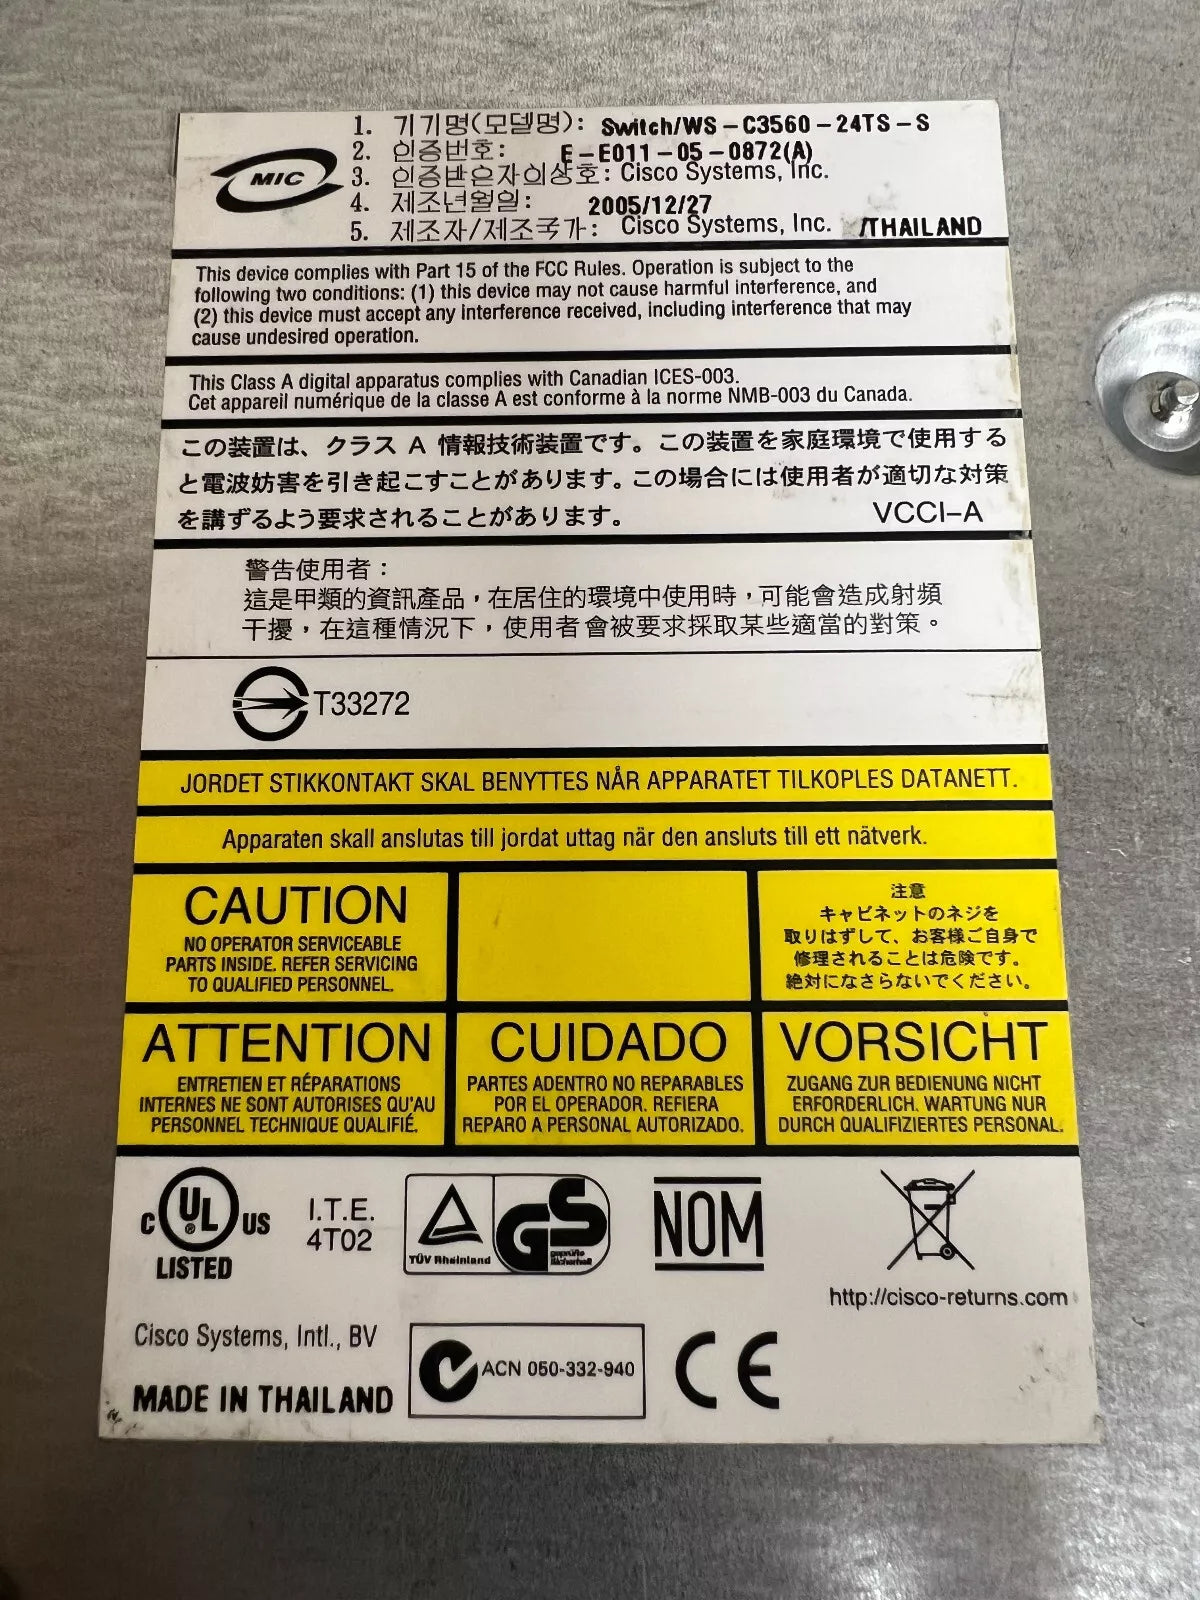 MIC
1. 기기명(모델명): Switch/WS-C3560-24TS-S
2. 인증번호: E-E011-05-0872(A)
3. 인증받은자의상호: Cisco Systems, Inc.
4. 제조년월일: 2005/12/27
5. 제조자/제조국가: Cisco Systems, Inc. /THAILAND
This device complies with Part 15 of the FCC Rules. Operation is subject to the
following two conditions: (1) this device may not cause harmful interference, and
(2) this device must accept any interference received, including interference that may
cause undesired operation.
This Class A digital apparatus complies with Canadian ICES-003.
Cet appareil numérique de la classe A est conforme à la norme NMB-003 du Canada.
この装置は、クラス A 情報技術装置です。この装置を家庭環境で使用する
と電波妨害を引き起こすことがあります。この場合には使用者が適切な対策
を講ずるよう要求されることがあります。 VCCI-A
警告使用者：
這是甲類的資訊產品，在居住的環境中使用時，可能會造成射頻
干擾，在這種情況下，使用者會被要求採取某些適當的對策。
T33272
JORDET STIKKONTAKT SKAL BENYTTES NÅR APPARATET TILKOPLES DATANETT.
Apparaten skall anslutas till jordat uttag när den ansluts till ett nätverk.
CAUTION
NO OPERATOR SERVICEABLE
PARTS INSIDE. REFER SERVICING
TO QUALIFIED PERSONNEL.
注意
キャビネットのネジを
取りはずして、お客様ご自身で
修理されることは危険です。
絶対になさらないでください。
ATTENTION
ENTRETIEN ET RÉPARATIONS
INTERNES NE SONT AUTORISES QU'AU
PERSONNEL TECHNIQUE QUALIFIÉ.
CUIDADO
PARTES ADENTRO NO REPARABLES
POR EL OPERADOR. REFIERA
REPARO A PERSONAL AUTORIZADO.
VORSICHT
ZUGANG ZUR BEDIENUNG NICHT
ERFORDERLICH. WARTUNG NUR
DURCH QUALIFIZIERTES PERSONAL.
C UL ® US
LISTED
I.T.E.
4T02
TÜV Rheinland
GS
geprüfte
Sicherheit
NOM
http://cisco-returns.com
Cisco Systems, Intl., BV
MADE IN THAILAND
ACN 050-332-940
CE